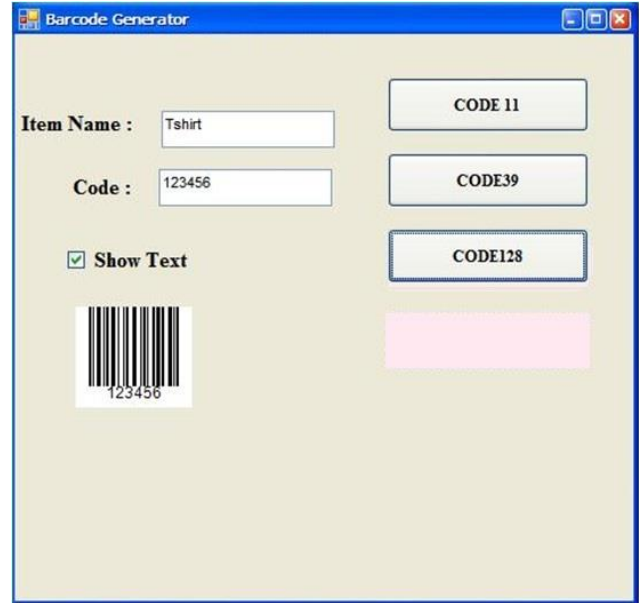 Barcode Generator
Item Name : Tshirt
Code : 123456
Show Text
123456
CODE 11
CODE39
CODE128